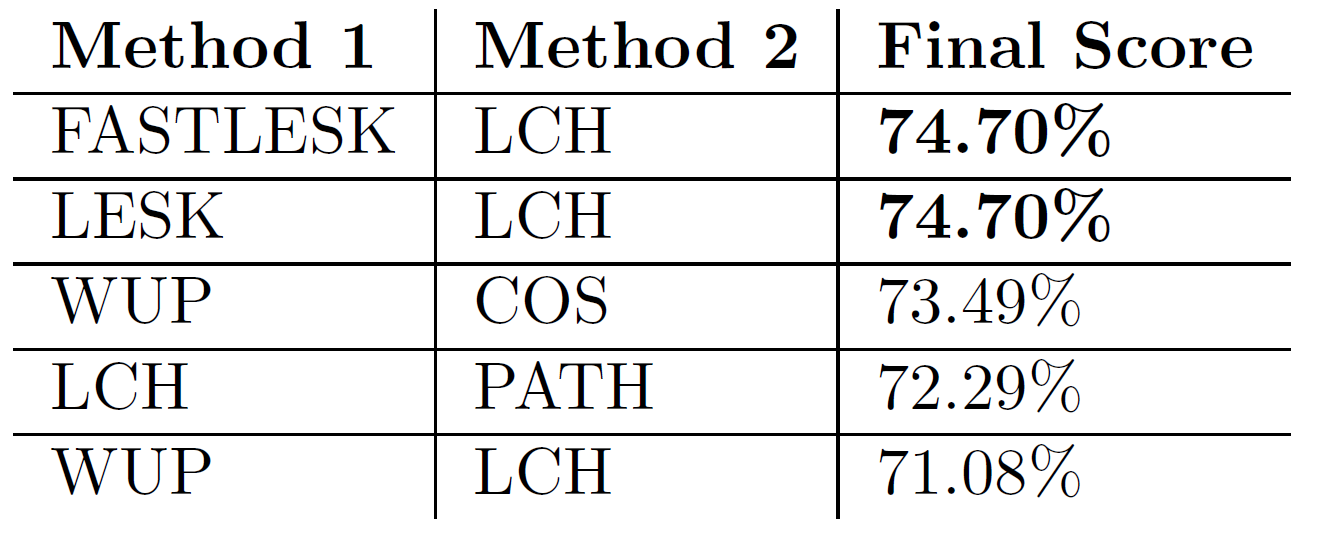 Method 1 Method 2 Final Score
FASTLESK LCH 74.70%
LESK LCH 74.70%
WUP COS 73.49%
LCH PATH 72.29%
WUP LCH 71.08%